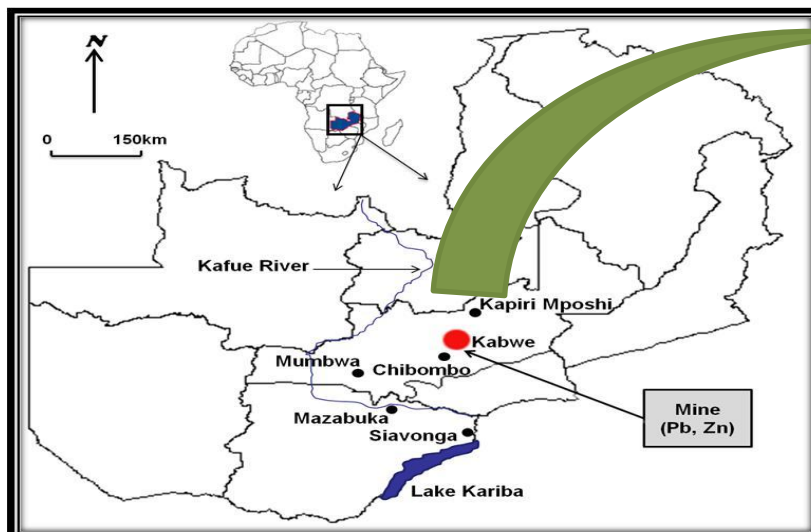 N
0 150km
Kafue River
Kapiri Mposhi
Kabwe
Mumbwa
Chibombo
Mazabuka
Mine
(Pb, Zn)
Siavonga
Lake Kariba